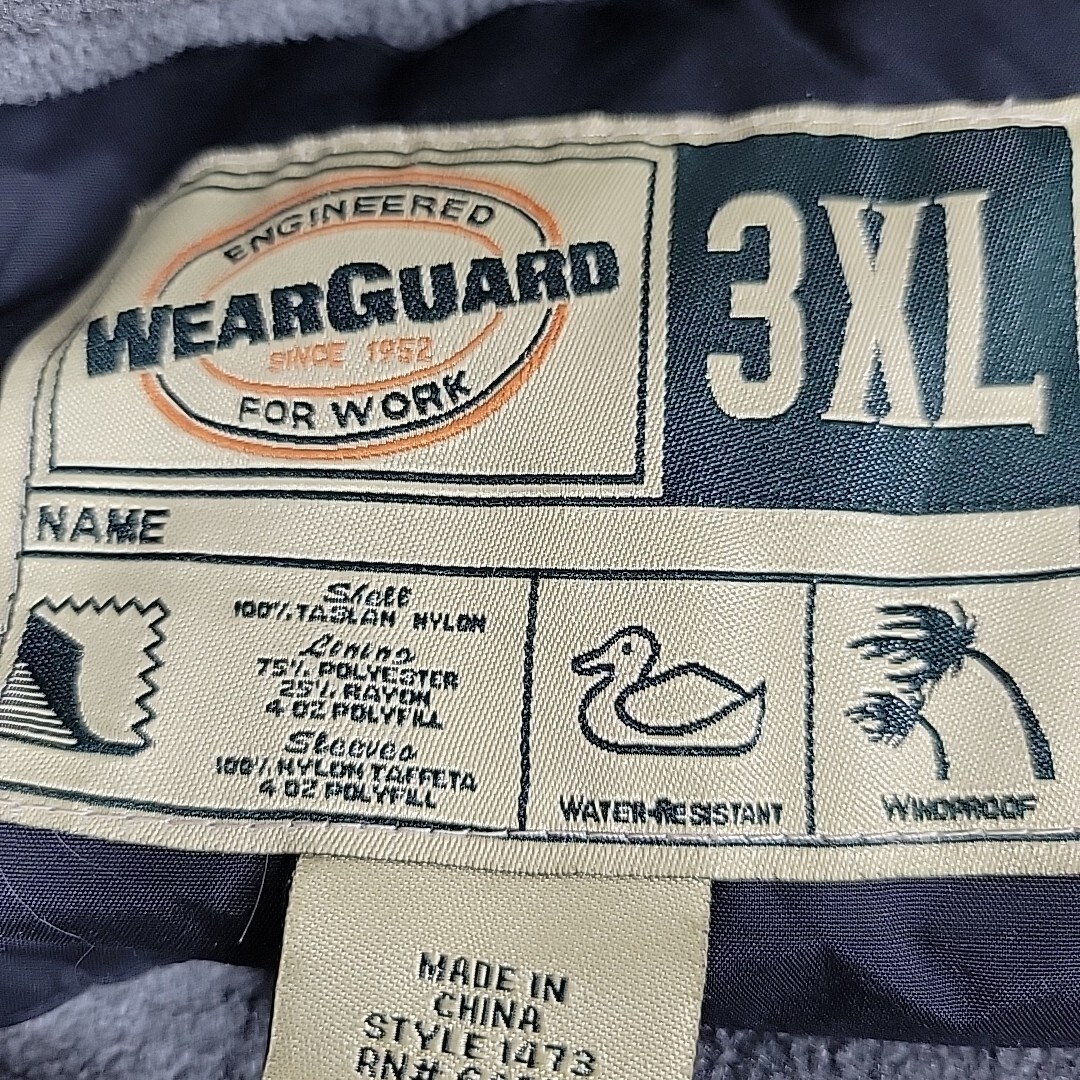 ENGINEERED
WEARGUARD
SINCE 1952
FOR WORK
3XL
NAME
Shell
100% TASLAN NYLON
Lining
75% POLYESTER
25% RAYON
4 OZ POLYFILL
Sleeves
100% NYLON TAFFETA
4 OZ POLYFILL
WATER-RESISTANT
WINDPROOF
MADE IN
CHINA
STYLE 1473
RN#